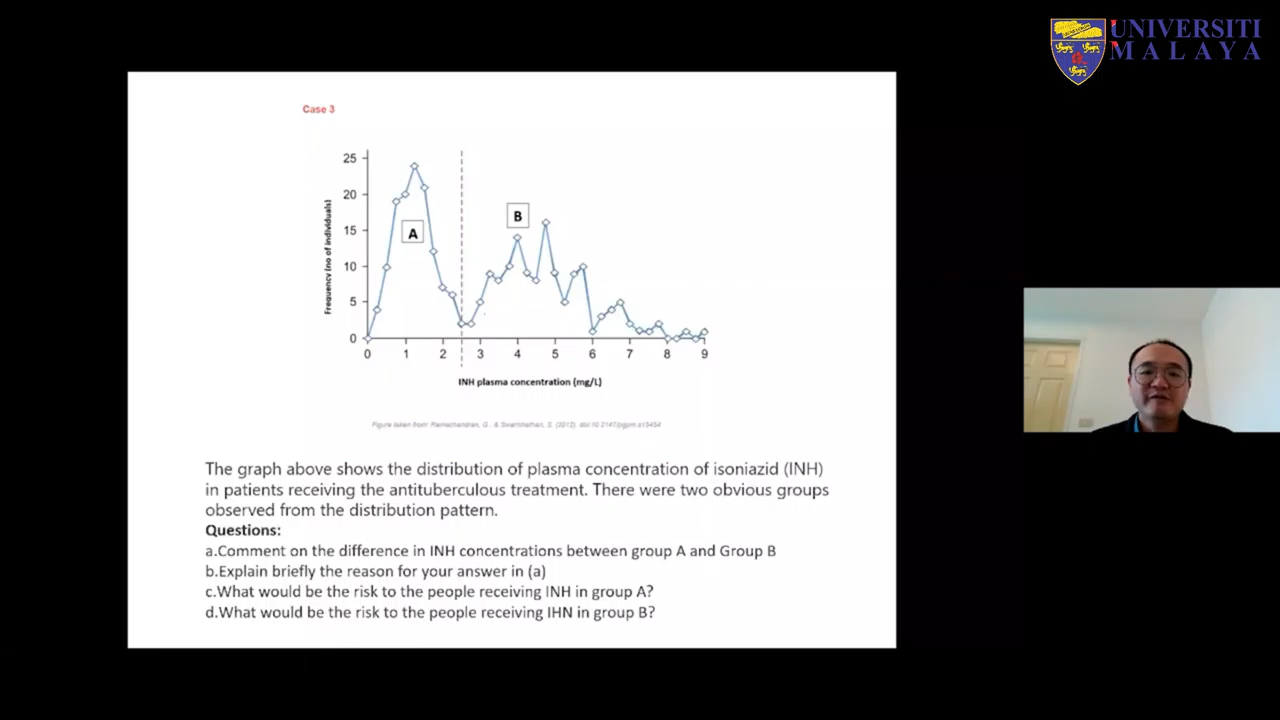 UNIVERSITI
MALAYA
Case 3
25
20
15
10
5
0
Frequency (no of individuals)
A
B
0 1 2 3 4 5 6 7 8 9
INH plasma concentration (mg/L)
Figure taken from: Ramachandran, G., & Swaminathan, S. (2012).
The graph above shows the distribution of plasma concentration of isoniazid (INH)
in patients receiving the antituberculous treatment. There were two obvious groups
observed from the distribution pattern.
Questions:
a.Comment on the difference in INH concentrations between group A and Group B
b.Explain briefly the reason for your answer in (a)
c.What would be the risk to the people receiving INH in group A?
d.What would be the risk to the people receiving IHN in group B?